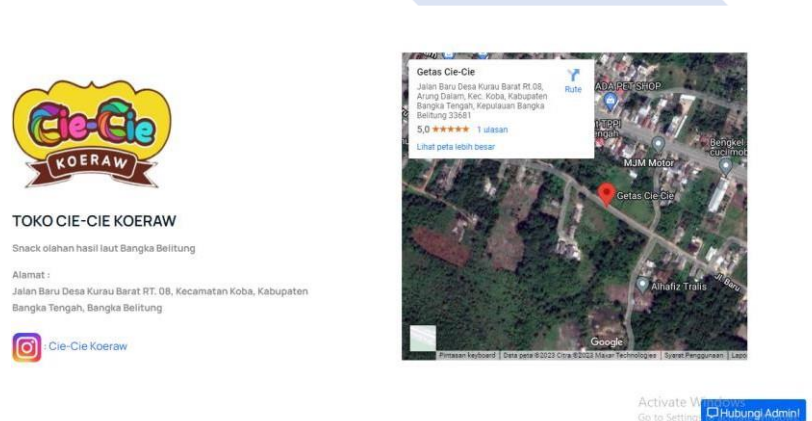 Cie-Cie
KOERAW
TOKO CIE-CIE KOERAW
Snack olahan hasil laut Bangka Belitung
Alamat :
Jalan Baru Desa Kurau Barat RT. 08, Kecamatan Koba, Kabupaten
Bangka Tengah, Bangka Belitung
: Cie-Cie Koeraw
Getas Cie-Cie
Jalan Baru Desa Kurau Barat Rt.08,
Arung Dalam, Kec. Koba, Kabupaten
Bangka Tengah, Kepulauan Bangka
Belitung 33681
Rute
5,0 ★★★★★ 1 ulasan
Lihat peta lebih besar
ADA PET SHOP
MJM Motor
Bengkel
Getas Cie-Cie
Alhafiz Tralis
Jl. Baru
Google
Pintasan keyboard
Data peta ©2023 Citra ©2023 Maxar Technologies
Syarat Penggunaan
Lapo
Activate Windows
Go to Settings
Hubungi Admin!